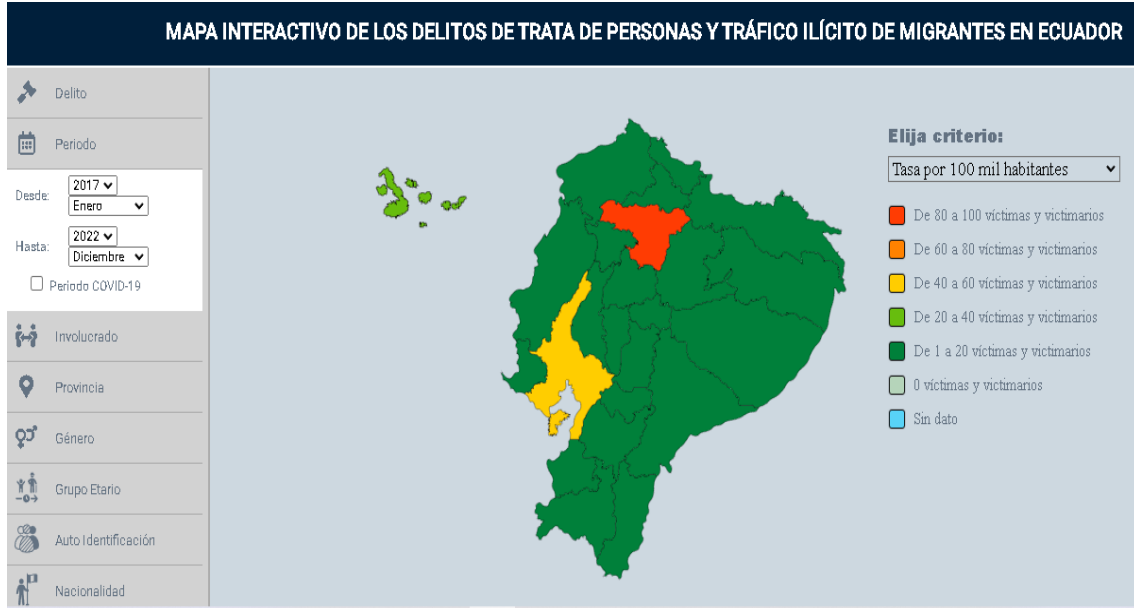 MAPA INTERACTIVO DE LOS DELITOS DE TRATA DE PERSONAS Y TRÁFICO ILÍCITO DE MIGRANTES EN ECUADOR
Delito
Periodo
Desde:
2017
Enero
Hasta:
2022
Diciembre
Periodo COVID-19
Involucrado
Provincia
Género
Grupo Etario
Auto Identificación
Nacionalidad
Elija criterio:
Tasa por 100 mil habitantes
De 80 a 100 víctimas y victimarios
De 60 a 80 víctimas y victimarios
De 40 a 60 víctimas y victimarios
De 20 a 40 víctimas y victimarios
De 1 a 20 víctimas y victimarios
0 víctimas y victimarios
Sin dato